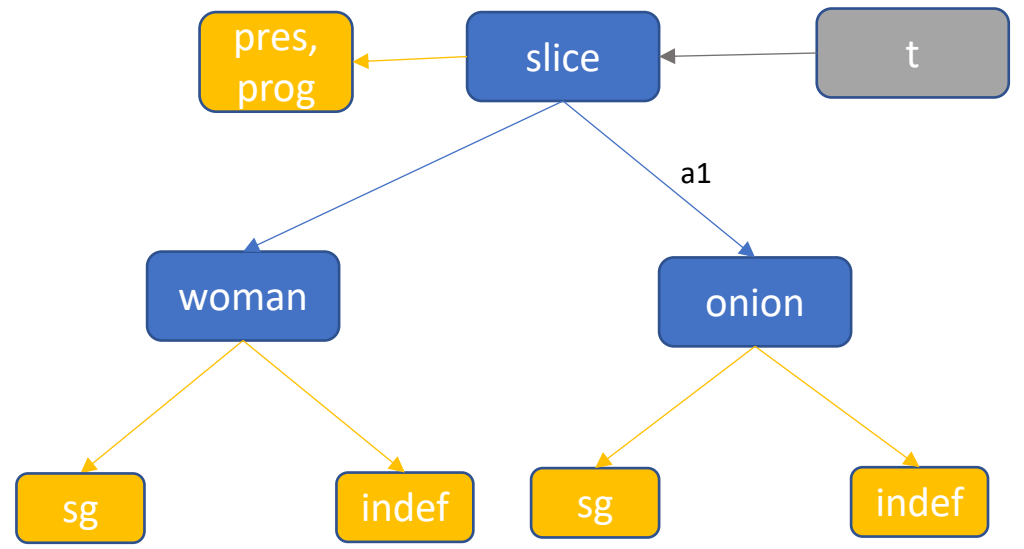 pres,
prog
slice
t
a1
woman
onion
sg
indef
sg
indef